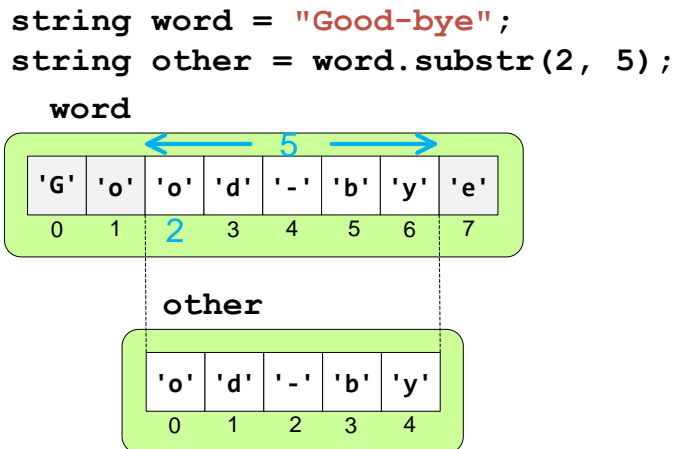 string word = "Good-bye";
string other = word.substr(2, 5);
word
5
'G' 'o' 'o' 'd' '-' 'b' 'y' 'e'
0 1 2 3 4 5 6 7
other
'o' 'd' '-' 'b' 'y'
0 1 2 3 4